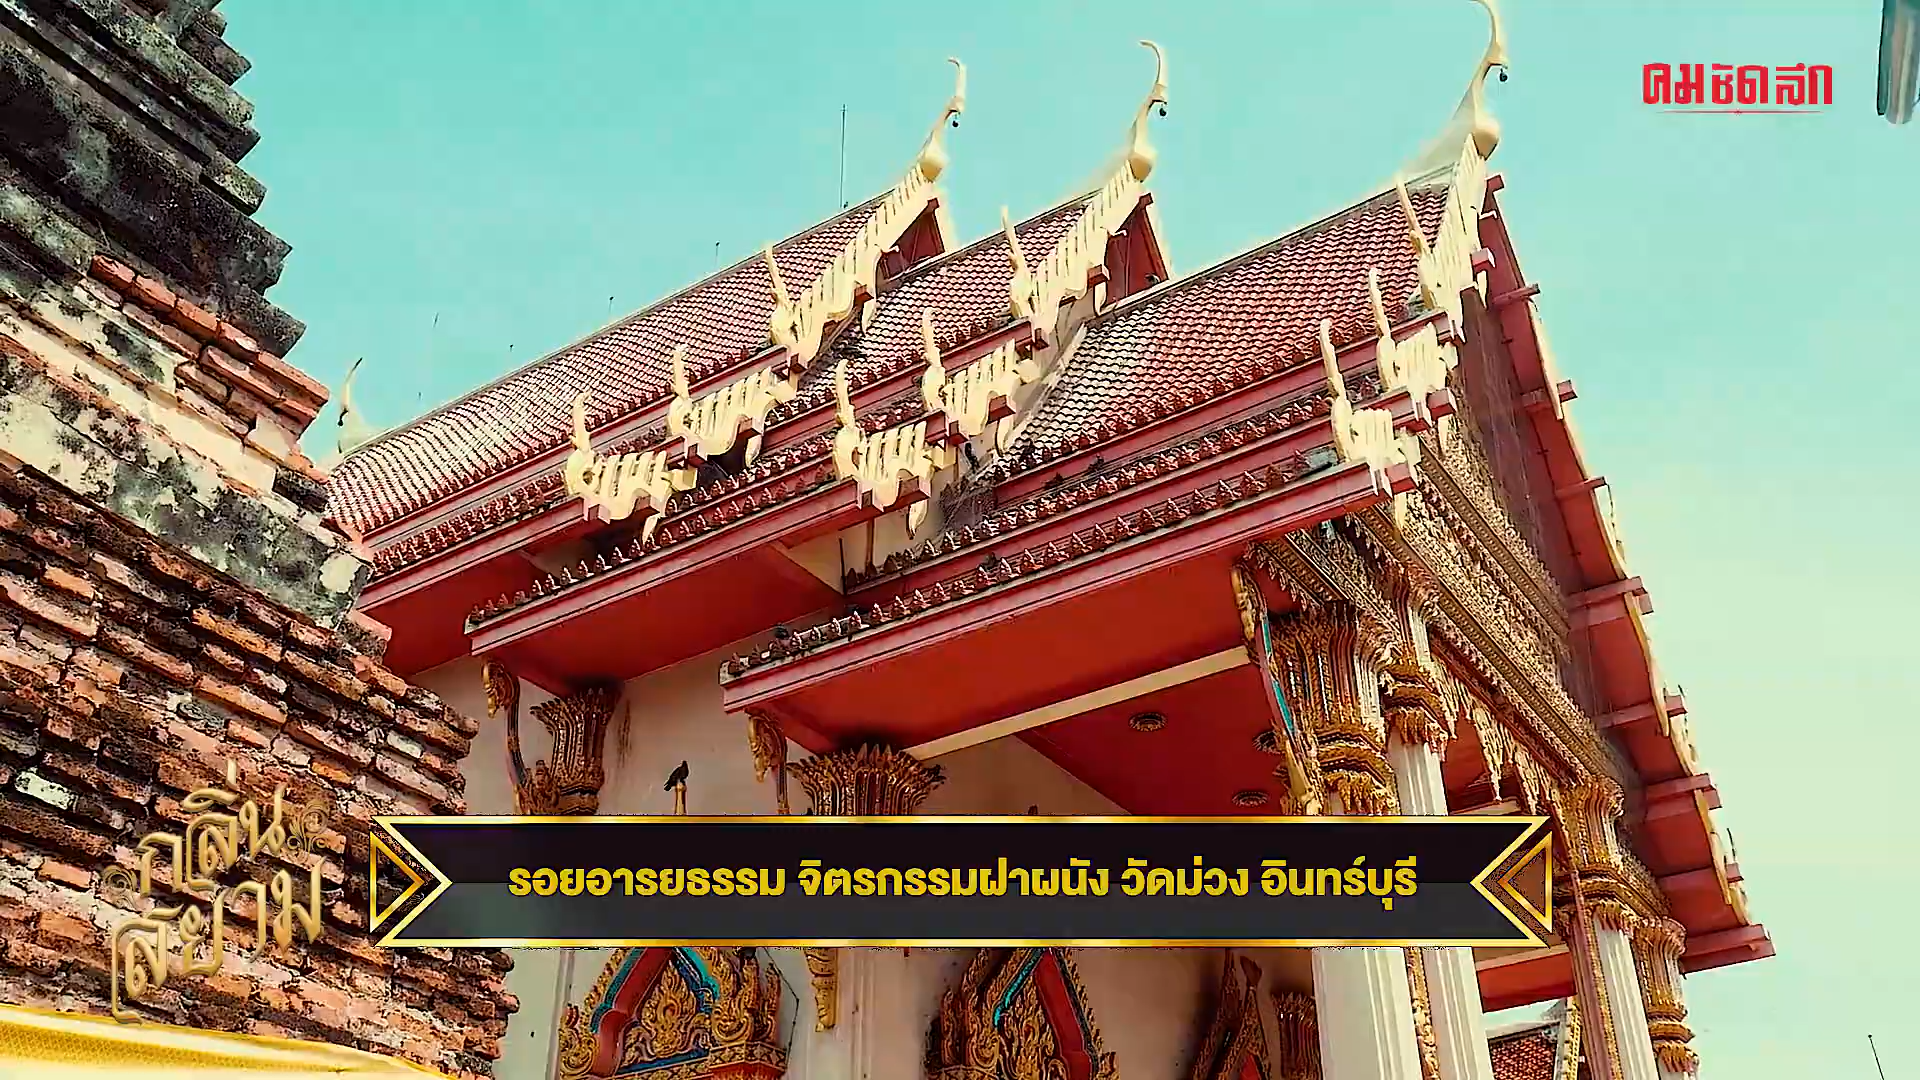 คมชัดลึก
รอยอารยธรรม จิตรกรรมฝาผนัง วัดม่วง อินทร์บุรี
กลิ่น
สยาม